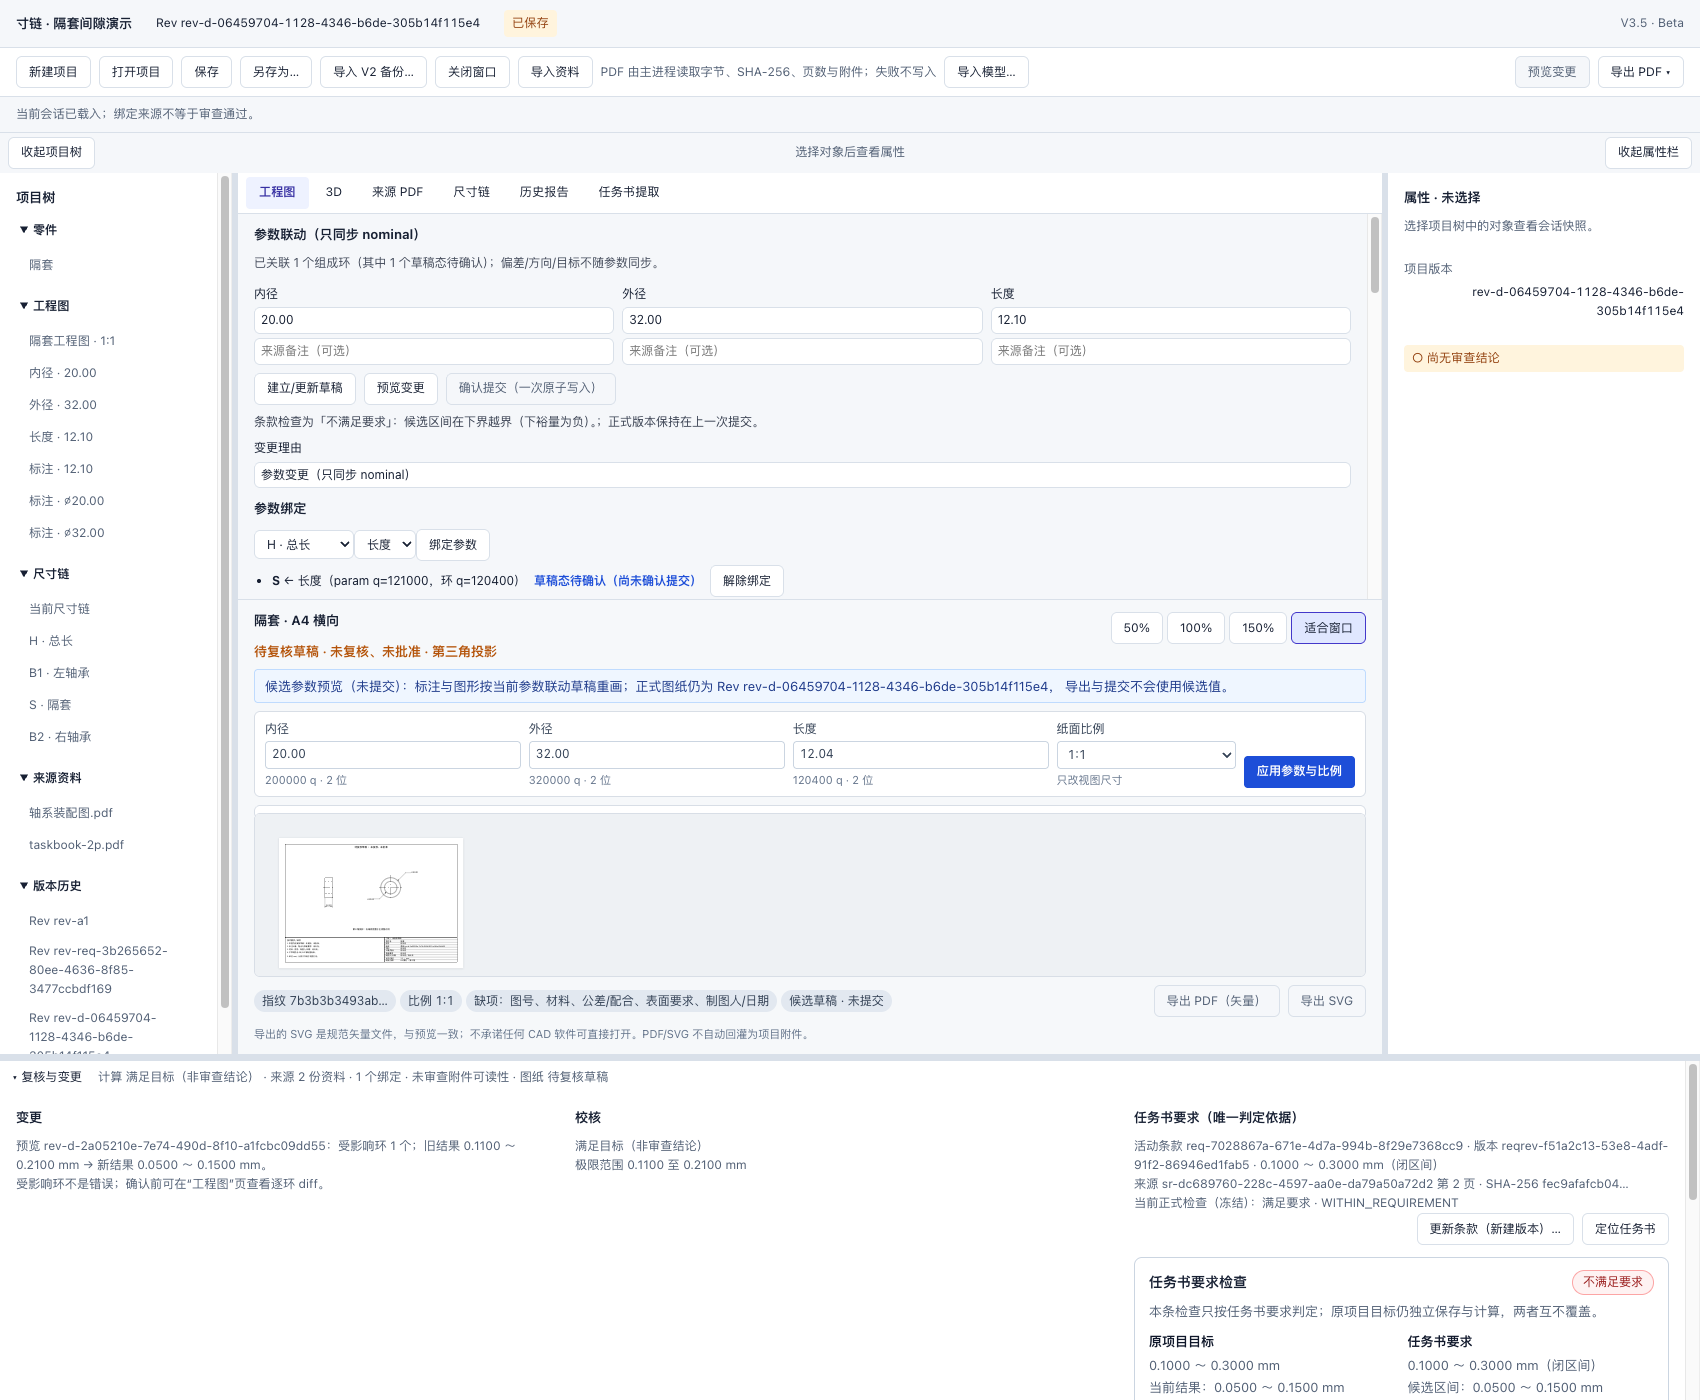 寸链 · 隔套间隙演示 Rev rev-d-06459704-1128-4346-b6de-305b14f115e4 已保存 V3.5 · Beta
新建项目 打开项目 保存 另存为... 导入 V2 备份... 关闭窗口 导入资料 PDF 由主进程读取字节、SHA-256、页数与附件；失败不写入 导入模型... 预览变更 导出 PDF ▾
当前会话已载入；绑定来源不等于审查通过。
收起项目树 选择对象后查看属性 收起属性栏
项目树
▼ 零件
隔套
▼ 工程图
隔套工程图 · 1:1
内径 · 20.00
外径 · 32.00
长度 · 12.10
标注 · 12.10
标注 · ⌀20.00
标注 · ⌀32.00
▼ 尺寸链
当前尺寸链
H · 总长
B1 · 左轴承
S · 隔套
B2 · 右轴承
▼ 来源资料
轴系装配图.pdf
taskbook-2p.pdf
▼ 版本历史
Rev rev-a1
Rev rev-req-3b265652-
80ee-4636-8f85-
3477ccbdf169
Rev rev-d-06459704-
1128-4346-b6de-
305b14f115e4
工程图 3D 来源 PDF 尺寸链 历史报告 任务书提取
参数联动（只同步 nominal）
已关联 1 个组成环（其中 1 个草稿态待确认）；偏差/方向/目标不随参数同步。
内径 外径 长度
20.00 32.00 12.10
来源备注（可选） 来源备注（可选） 来源备注（可选）
建立/更新草稿 预览变更 确认提交（一次原子写入）
条款检查为「不满足要求」：候选区间在下界越界（下裕量为负）。；正式版本保持在上一次提交。
变更理由
参数变更（只同步 nominal）
参数绑定
H · 总长 长度 绑定参数
• S ← 长度（param q=121000，环 q=120400） 草稿态待确认（尚未确认提交） 解除绑定
隔套 · A4 横向 50% 100% 150% 适合窗口
待复核草稿 · 未复核、未批准 · 第三角投影
候选参数预览（未提交）：标注与图形按当前参数联动草稿重画；正式图纸仍为 Rev rev-d-06459704-1128-4346-b6de-305b14f115e4， 导出与提交不会使用候选值。
内径 外径 长度 纸面比例
20.00 32.00 12.04 1:1 应用参数与比例
200000 q · 2 位 320000 q · 2 位 120400 q · 2 位 只改视图尺寸
指纹 7b3b3b3493ab... 比例 1:1 缺项：图号、材料、公差/配合、表面要求、制图人/日期 候选草稿 · 未提交 导出 PDF（矢量） 导出 SVG
导出的 SVG 是规范矢量文件，与预览一致；不承诺任何 CAD 软件可直接打开。PDF/SVG 不自动回灌为项目附件。
属性 · 未选择
选择项目树中的对象查看会话快照。
项目版本
rev-d-06459704-1128-4346-b6de-
305b14f115e4
○ 尚无审查结论
▾ 复核与变更 计算 满足目标（非审查结论） · 来源 2 份资料 · 1 个绑定 · 未审查附件可读性 · 图纸 待复核草稿
变更
预览 rev-d-2a05210e-7e74-490d-8f10-a1fcbc09dd55：受影响环 1 个；旧结果 0.1100 ～
0.2100 mm → 新结果 0.0500 ～ 0.1500 mm。
受影响环不是错误；确认前可在“工程图”页查看逐环 diff。
校核
满足目标（非审查结论）
极限范围 0.1100 至 0.2100 mm
任务书要求（唯一判定依据）
活动条款 req-7028867a-671e-4d7a-994b-8f29e7368cc9 · 版本 reqrev-f51a2c13-53e8-4adf-
91f2-86946ed1fab5 · 0.1000 ～ 0.3000 mm（闭区间）
来源 sr-dc689760-228c-4597-aa0e-da79a50a72d2 第 2 页 · SHA-256 fec9afafcb04...
当前正式检查（冻结）：满足要求 · WITHIN_REQUIREMENT
更新条款（新建版本）... 定位任务书
任务书要求检查 不满足要求
本条检查只按任务书要求判定；原项目目标仍独立保存与计算，两者互不覆盖。
原项目目标 任务书要求
0.1000 ～ 0.3000 mm 0.1000 ～ 0.3000 mm（闭区间）
当前结果：0.0500 ～ 0.1500 mm 候选区间：0.0500 ～ 0.1500 mm